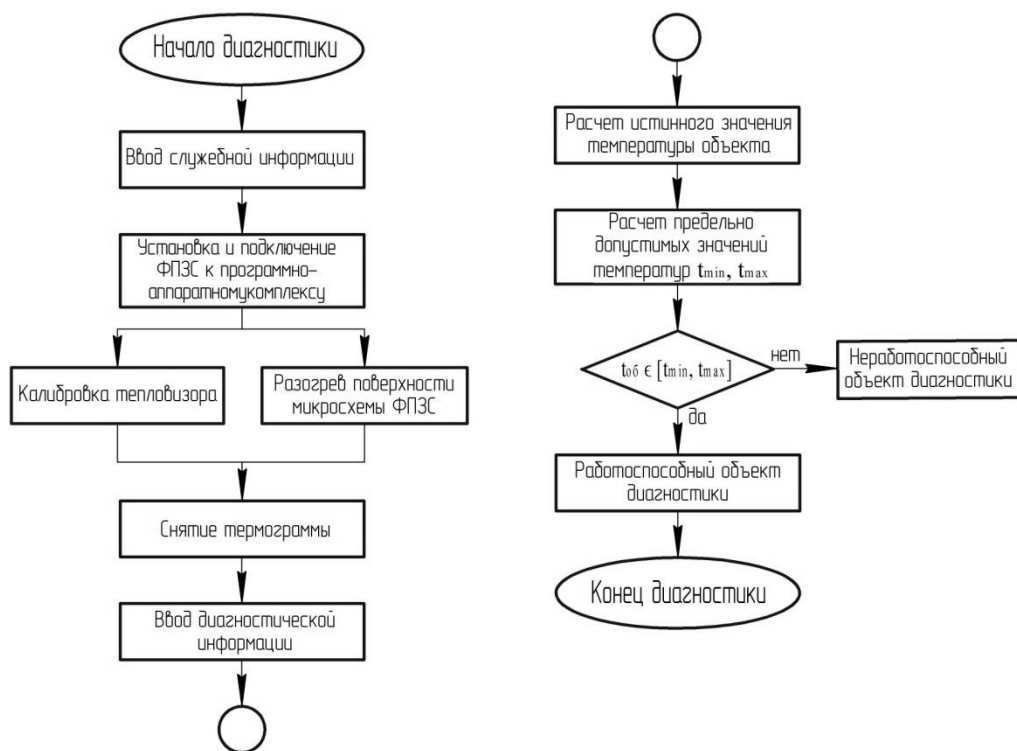 Начало диагностики
Ввод служебной информации
Установка и подключение
ФПЗС к программно-
аппаратномукомплексу
Калибровка тепловизора
Разогрев поверхности
микросхемы ФПЗС
Снятие термограммы
Ввод диагностической
информации
Расчет истинного значения
температуры объекта
Расчет предельно
допустимых значений
температур tmin, tmax
tоб ϵ [tmin, tmax]
нет
Неработоспособный
объект диагностики
да
Работоспособный объект
диагностики
Конец диагностики